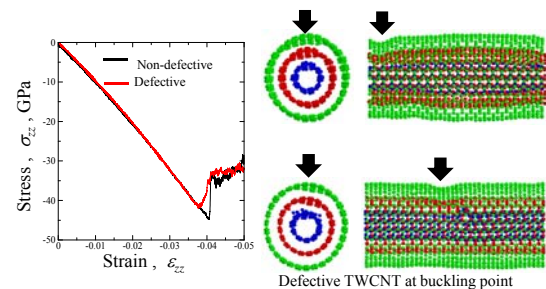 0
-10
-20
-30
-40
-50
Stress , σzz, GPa
Non-defective
Defective
0 -0.01 -0.02 -0.03 -0.04 -0.05
Strain , εzz
Defective TWCNT at buckling point